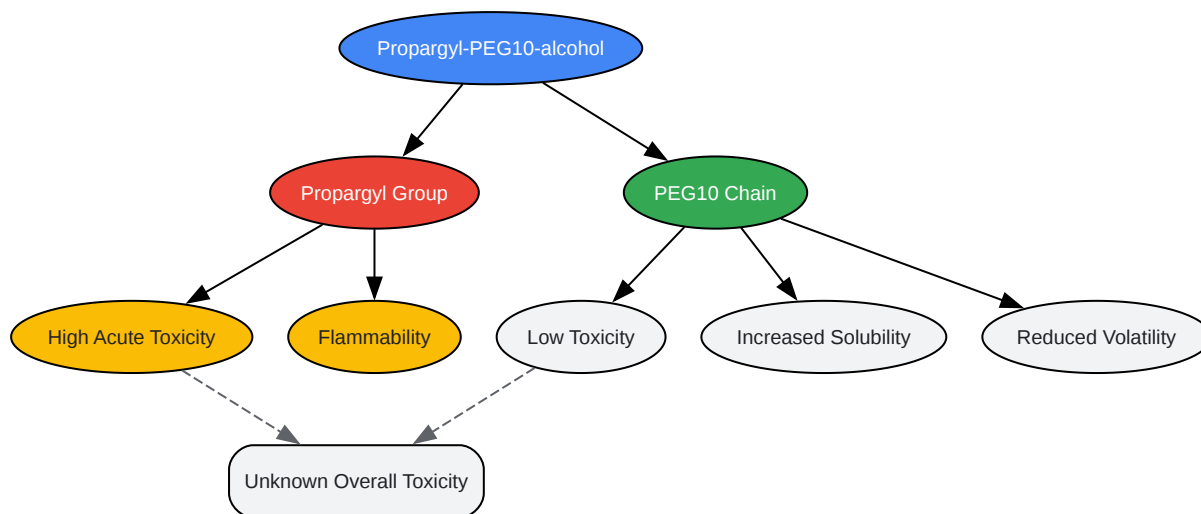 Propargyl-PEG10-alcohol
Propargyl Group
PEG10 Chain
High Acute Toxicity
Flammability
Low Toxicity
Increased Solubility
Reduced Volatility
Unknown Overall Toxicity